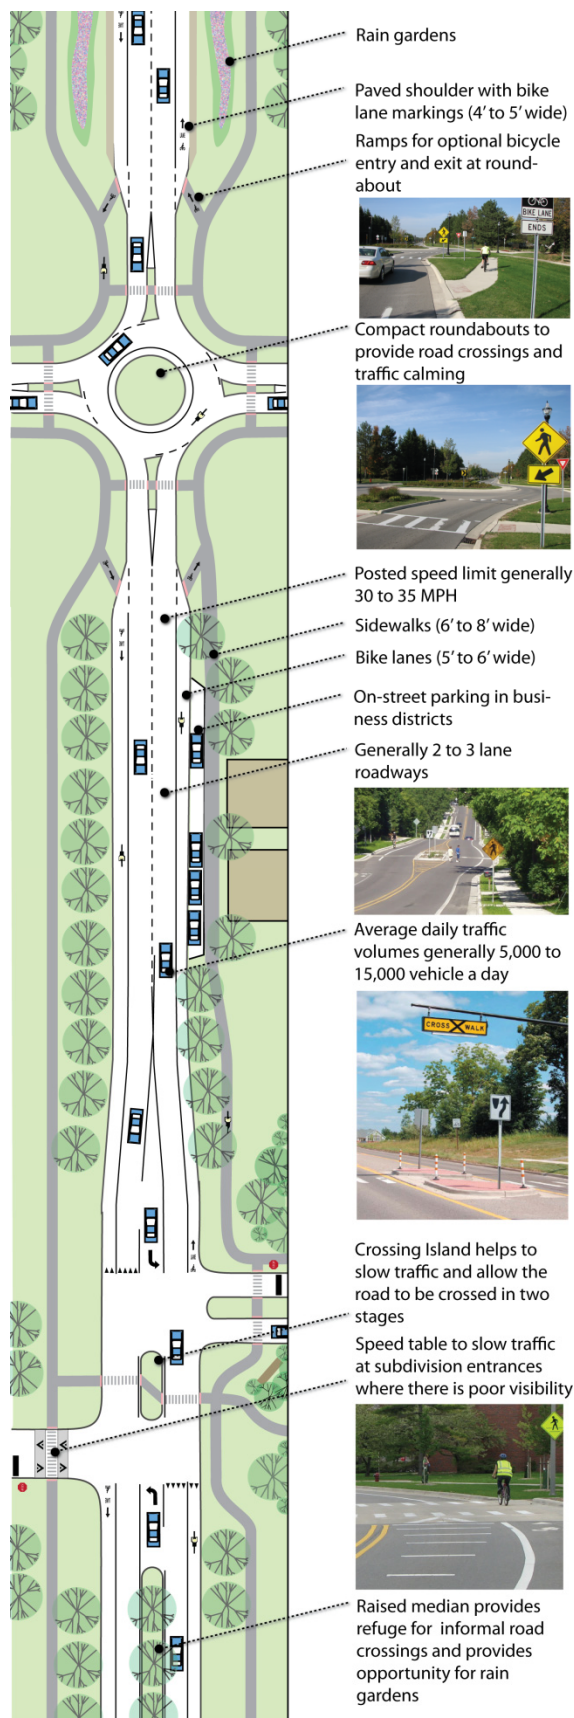 Rain gardens
Paved shoulder with bike
lane markings (4’ to 5’ wide)
Ramps for optional bicycle
entry and exit at round-
about
BIKE LANE
ENDS
Compact roundabouts to
provide road crossings and
traffic calming
Posted speed limit generally
30 to 35 MPH
Sidewalks (6’ to 8’ wide)
Bike lanes (5’ to 6’ wide)
On-street parking in busi-
ness districts
Generally 2 to 3 lane
roadways
Average daily traffic
volumes generally 5,000 to
15,000 vehicle a day
CROSS WALK
Crossing Island helps to
slow traffic and allow the
road to be crossed in two
stages
Speed table to slow traffic
at subdivision entrances
where there is poor visibility
Raised median provides
refuge for informal road
crossings and provides
opportunity for rain
gardens